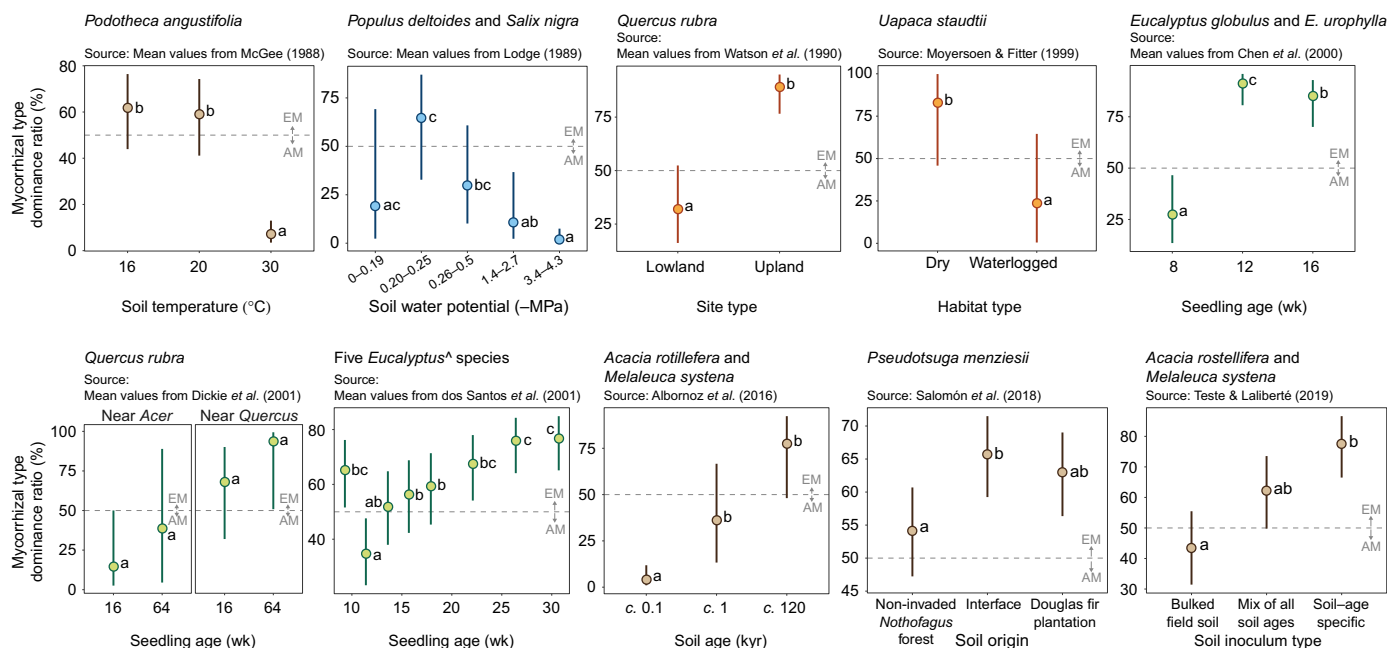 Podotheca angustifolia
Source: Mean values from McGee (1988)
Mycorrhizal type
dominance ratio (%)
80
60
40
20
0
b
b
a
EM
AM
16
20
30
Soil temperature (°C)
Populus deltoides and Salix nigra
Source: Mean values from Lodge (1989)
75
50
25
0
ac
c
bc
ab
a
EM
AM
0–0.19
0.20–0.25
0.26–0.5
1.4–2.7
3.4–4.3
Soil water potential (–MPa)
Quercus rubra
Source:
Mean values from Watson et al. (1990)
75
50
25
a
b
EM
AM
Lowland
Upland
Site type
Uapaca staudtii
Source: Moyersoen & Fitter (1999)
100
75
50
25
0
b
a
EM
AM
Dry
Waterlogged
Habitat type
Eucalyptus globulus and E. urophylla
Source:
Mean values from Chen et al. (2000)
75
50
25
a
c
b
EM
AM
8
12
16
Seedling age (wk)
Quercus rubra
Source:
Mean values from Dickie et al. (2001)
Near Acer
Near Quercus
Mycorrhizal type
dominance ratio (%)
100
75
50
25
0
a
a
a
a
EM
AM
EM
AM
16
64
16
64
Seedling age (wk)
Five Eucalyptus^ species
Source:
Mean values from dos Santos et al. (2001)
80
60
40
bc
a
ab
b
b
bc
c
c
EM
AM
10
15
20
25
30
Seedling age (wk)
Acacia rotillefera and
Melaleuca systena
Source: Albornoz et al. (2016)
75
50
25
0
a
b
b
EM
AM
c. 0.1
c. 1
c. 120
Soil age (kyr)
Pseudotsuga menziesii
Source: Salomón et al. (2018)
70
65
60
55
50
45
a
b
ab
EM
AM
Non-invaded
Nothofagus
forest
Interface
Douglas fir
plantation
Soil origin
Acacia rostellifera and
Melaleuca systena
Source: Teste & Laliberté (2019)
80
70
60
50
40
30
a
ab
b
EM
AM
Bulked
field soil
Mix of all
soil ages
Soil–age
specific
Soil inoculum type